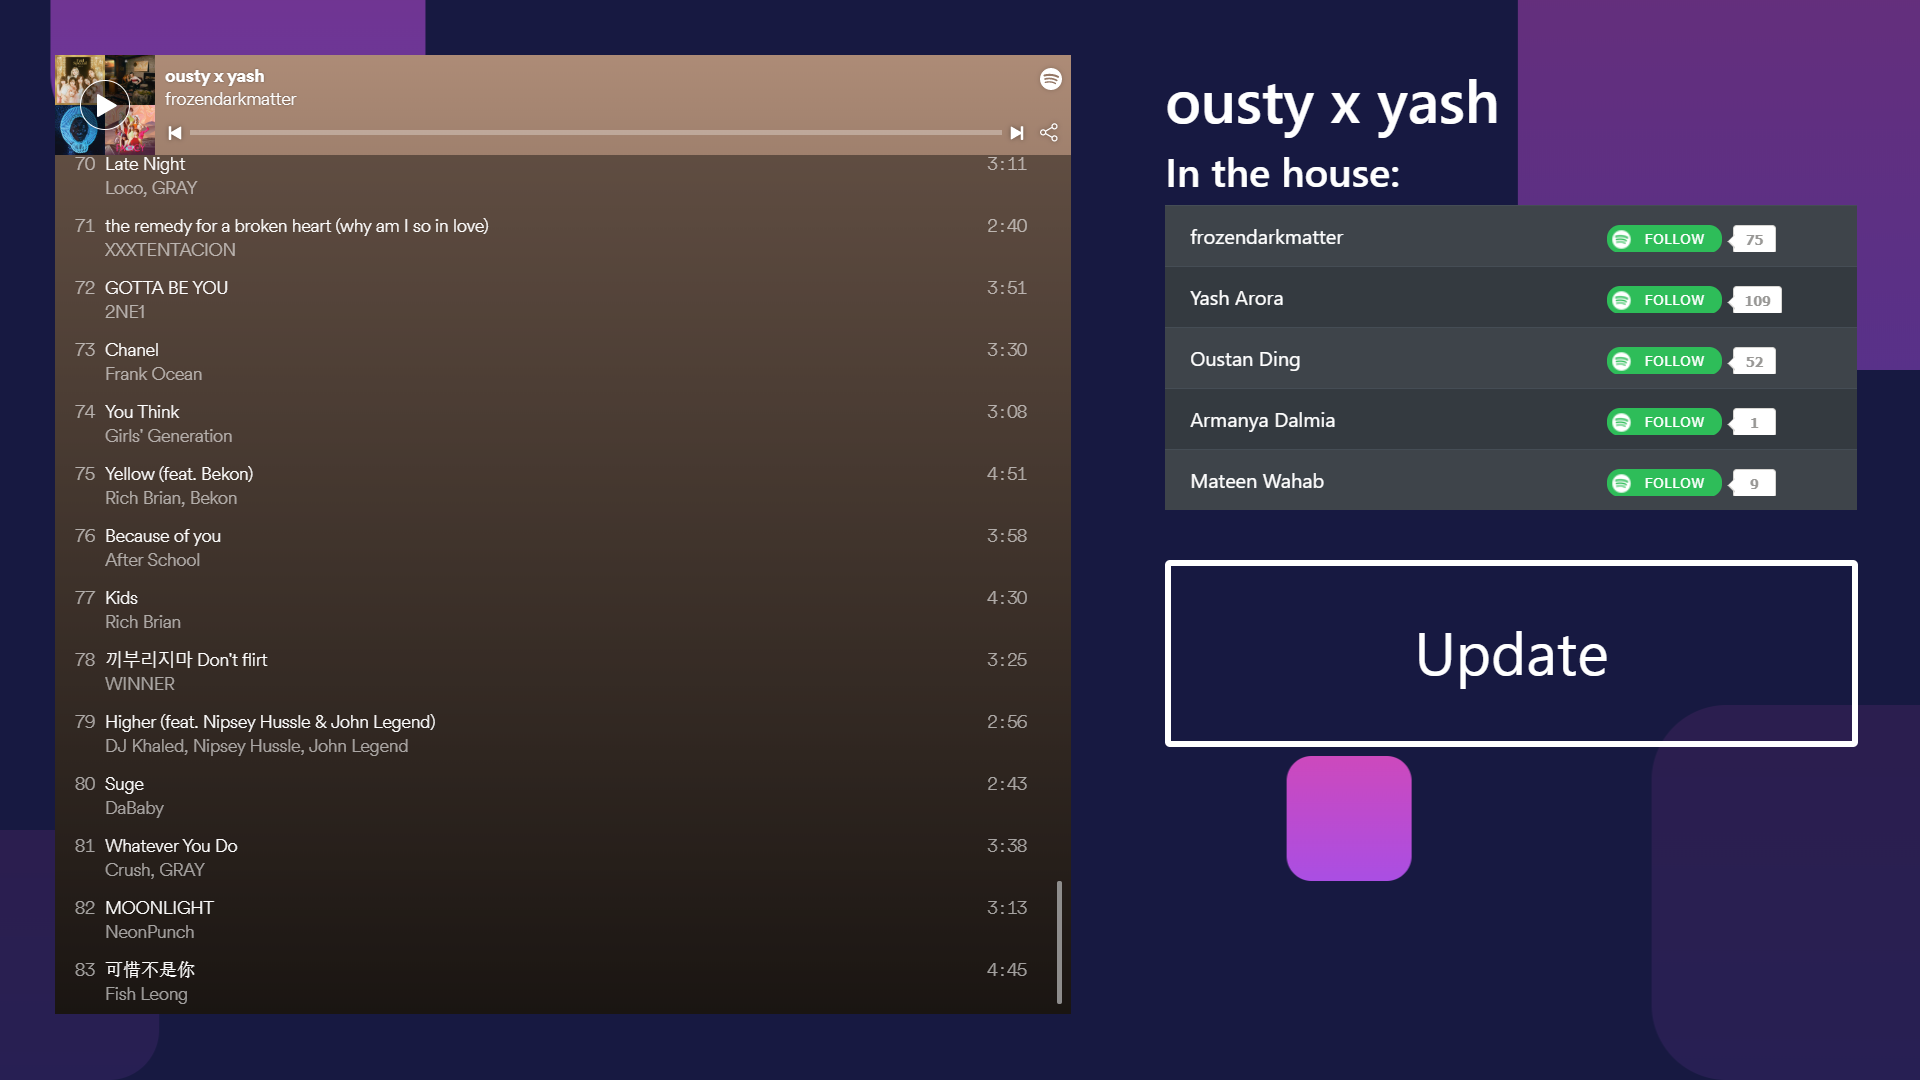 ousty x yash
frozendarkmatter
70 Late Night 3:11
Loco, GRAY
71 the remedy for a broken heart (why am I so in love) 2:40
XXXTENTACION
72 GOTTA BE YOU 3:51
2NE1
73 Chanel 3:30
Frank Ocean
74 You Think 3:08
Girls' Generation
75 Yellow (feat. Bekon) 4:51
Rich Brian, Bekon
76 Because of you 3:58
After School
77 Kids 4:30
Rich Brian
78 끼부리지마 Don't flirt 3:25
WINNER
79 Higher (feat. Nipsey Hussle & John Legend) 2:56
DJ Khaled, Nipsey Hussle, John Legend
80 Suge 2:43
DaBaby
81 Whatever You Do 3:38
Crush, GRAY
82 MOONLIGHT 3:13
NeonPunch
83 可惜不是你 4:45
Fish Leong
ousty x yash
In the house:
frozendarkmatter FOLLOW 75
Yash Arora FOLLOW 109
Oustan Ding FOLLOW 52
Armanya Dalmia FOLLOW 1
Mateen Wahab FOLLOW 9
Update